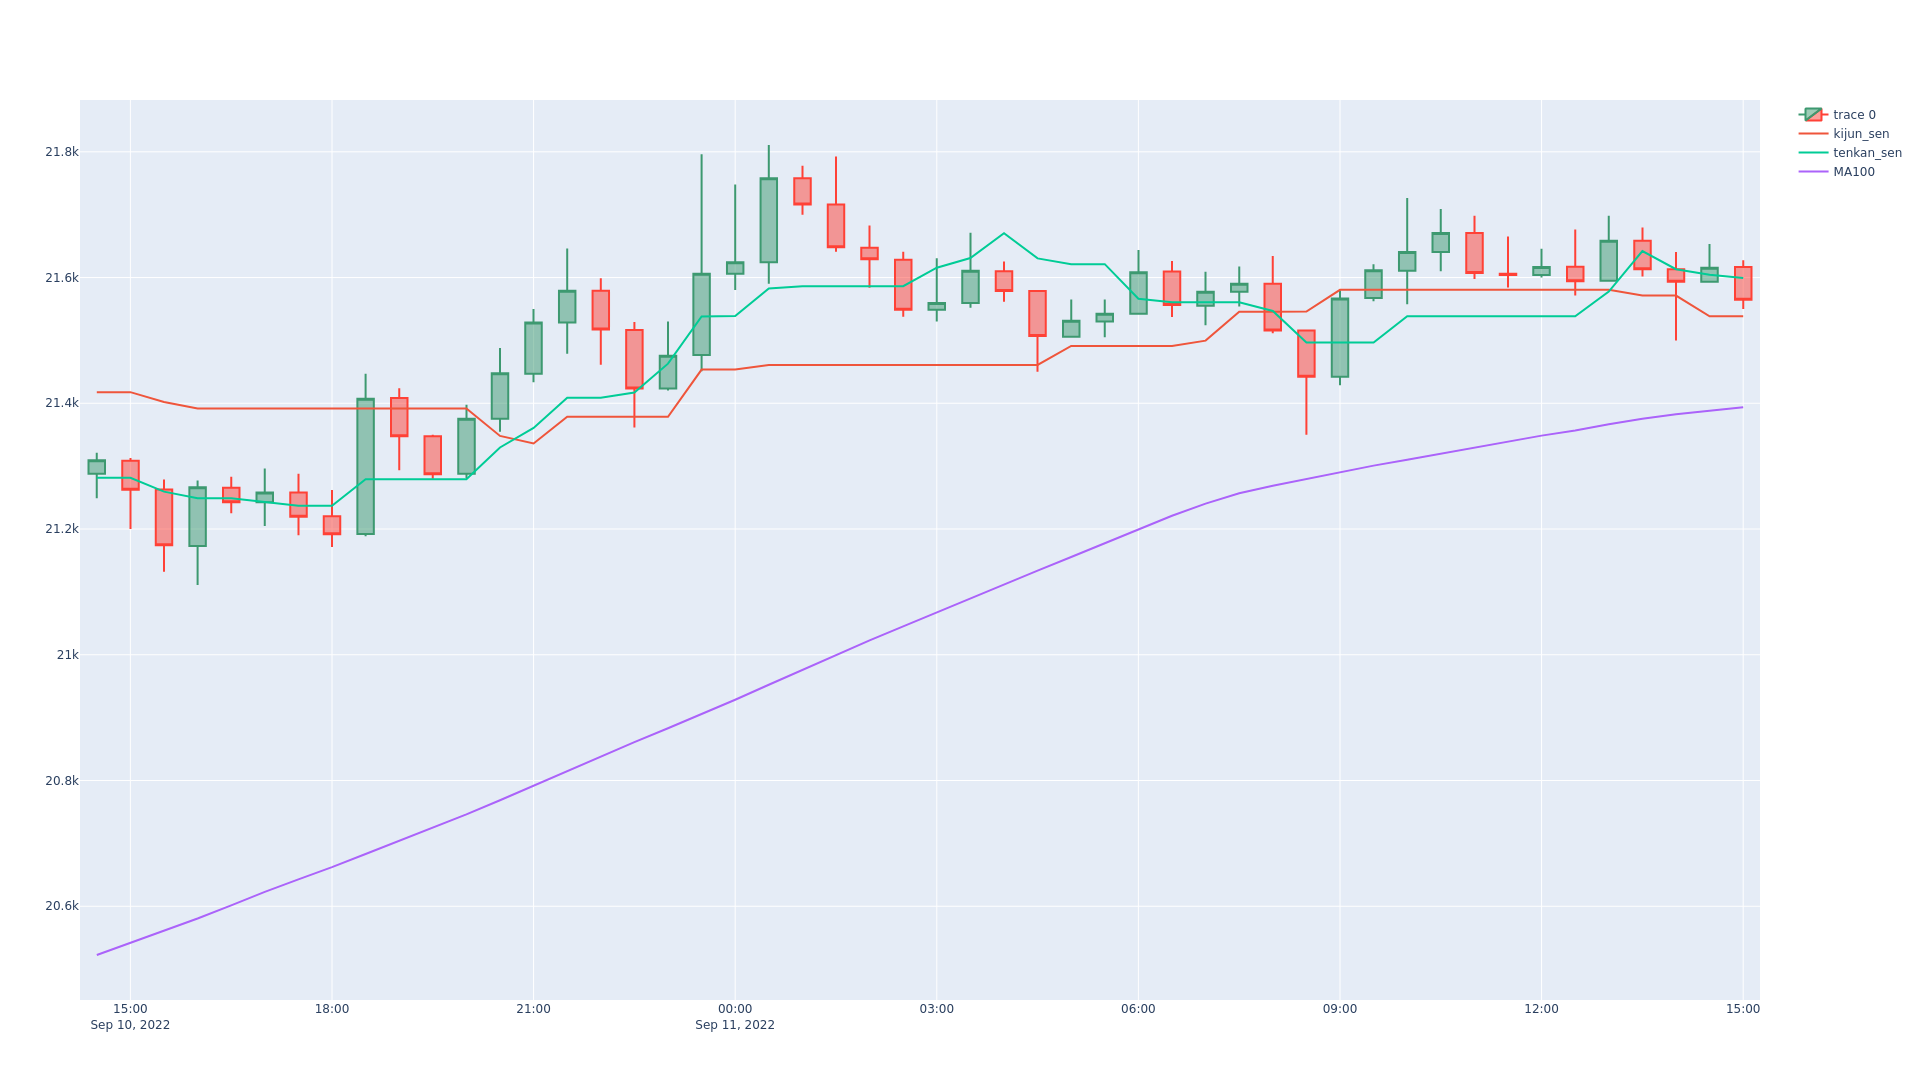 trace 0
kijun_sen
tenkan_sen
MA100
21.8k
21.6k
21.4k
21.2k
21k
20.8k
20.6k
15:00 18:00 21:00 00:00 03:00 06:00 09:00 12:00 15:00
Sep 10, 2022 Sep 11, 2022